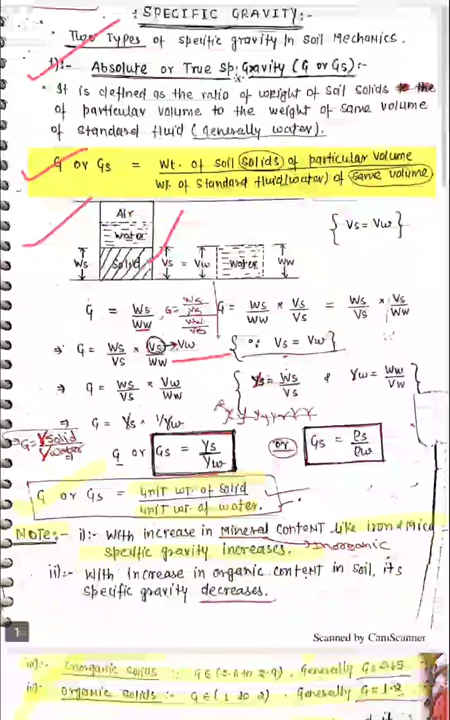 : SPECIFIC GRAVITY :-
Two Types of specific gravity in soil Mechanics.
1):- Absolute or True Sp. Gravity (G or Gs):-
It is defined as the ratio of weight of soil solids the
of particular volume to the weight of same volume
of standard fluid (generally water).
G or Gs = Wt. of soil solids of particular volume
Wt. of standard fluid (water) of same volume
Air
Water
Solid
Ws Vs = Vw Water Ww
{ Vs = Vw }
G = Ws/Ww G = Ws/Vs / Ww/Vs G = Ws/Ww × Vs/Vs = Ws/Vs × Vs/Ww
⇒ G = Ws/Vs × Vs/Ww → Vw { ∵ Vs = Vw }
⇒ G = Ws/Vs × Vw/Ww { γs = Ws/Vs & γw = Ww/Vw }
⇒ G = γs × 1/γw
⇒ G = γsolid/γwater
G or Gs = γs/γw or Gs = ρs/ρw
G or Gs = unit wt. of solid
unit wt. of water.
NOTE:- i):- With increase in Mineral content like iron & Mica
specific gravity increases. → Inorganic
ii):- With increase in organic content in soil, its
specific gravity decreases.
1
Scanned by CamScanner
iii):- Inorganic solids :- G∈(2.6 to 2.9), Generally G=2.65
iv):- organic solids :- G∈(1 to 2). Generally G=1.2